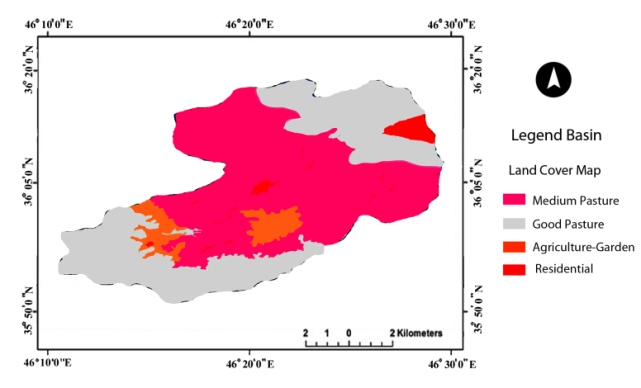 46°10'0"E 46°20'0"E 46°30'0"E
36°20'0"N 36°20'0"N
Legend Basin
Land Cover Map
36°05'0"N 36°05'0"N
Medium Pasture
Good Pasture
Agriculture-Garden
Residential
35°50'0"N 35°50'0"N
2 1 0 2 Kilometers
46°10'0"E 46°20'0"E 46°30'0"E